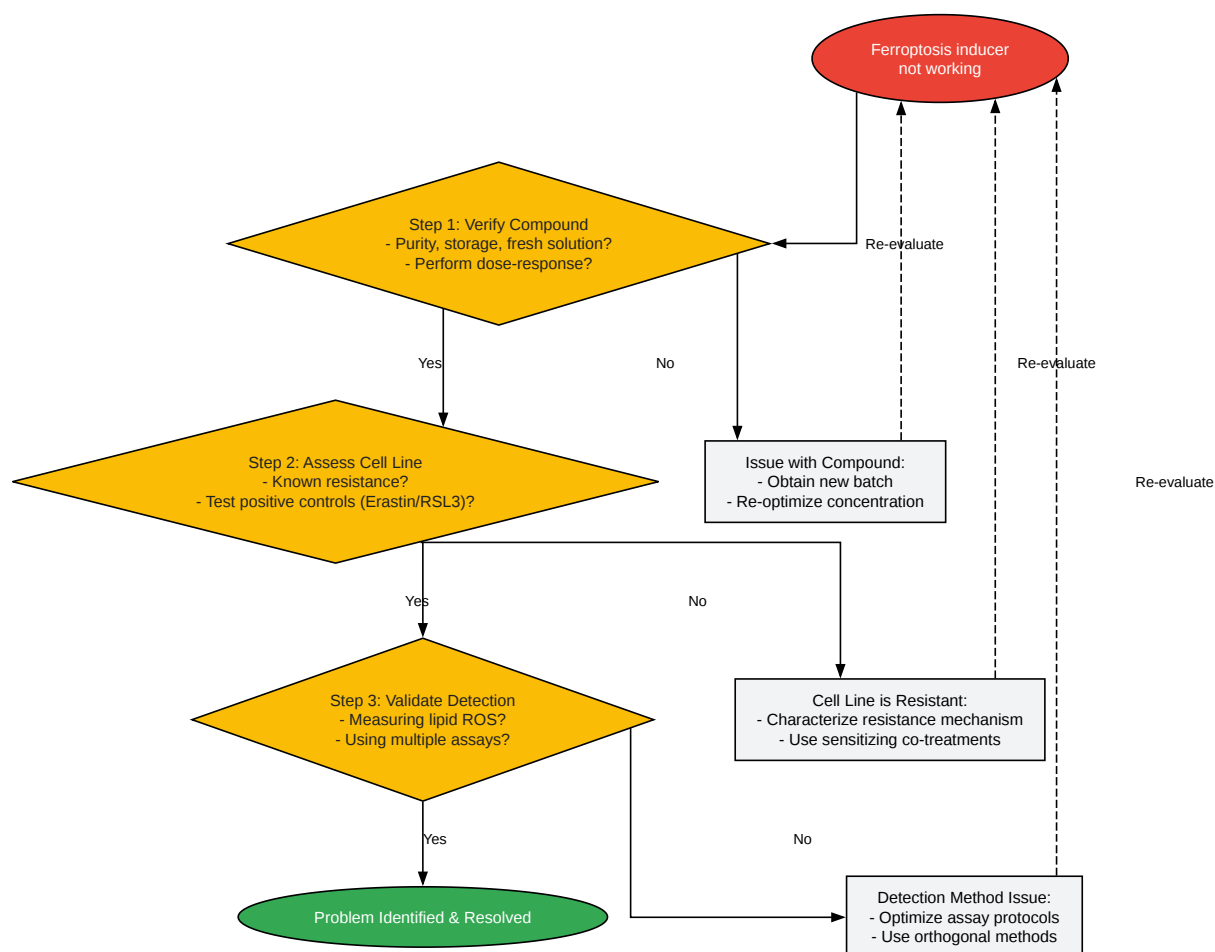 Ferroptosis inducer
not working
Step 1: Verify Compound
- Purity, storage, fresh solution?
- Perform dose-response?
Re-evaluate
Yes
No
Re-evaluate
Step 2: Assess Cell Line
- Known resistance?
- Test positive controls (Erastin/RSL3)?
Issue with Compound:
- Obtain new batch
- Re-optimize concentration
Re-evaluate
Yes
No
Step 3: Validate Detection
- Measuring lipid ROS?
- Using multiple assays?
Cell Line is Resistant:
- Characterize resistance mechanism
- Use sensitizing co-treatments
Yes
No
Problem Identified & Resolved
Detection Method Issue:
- Optimize assay protocols
- Use orthogonal methods